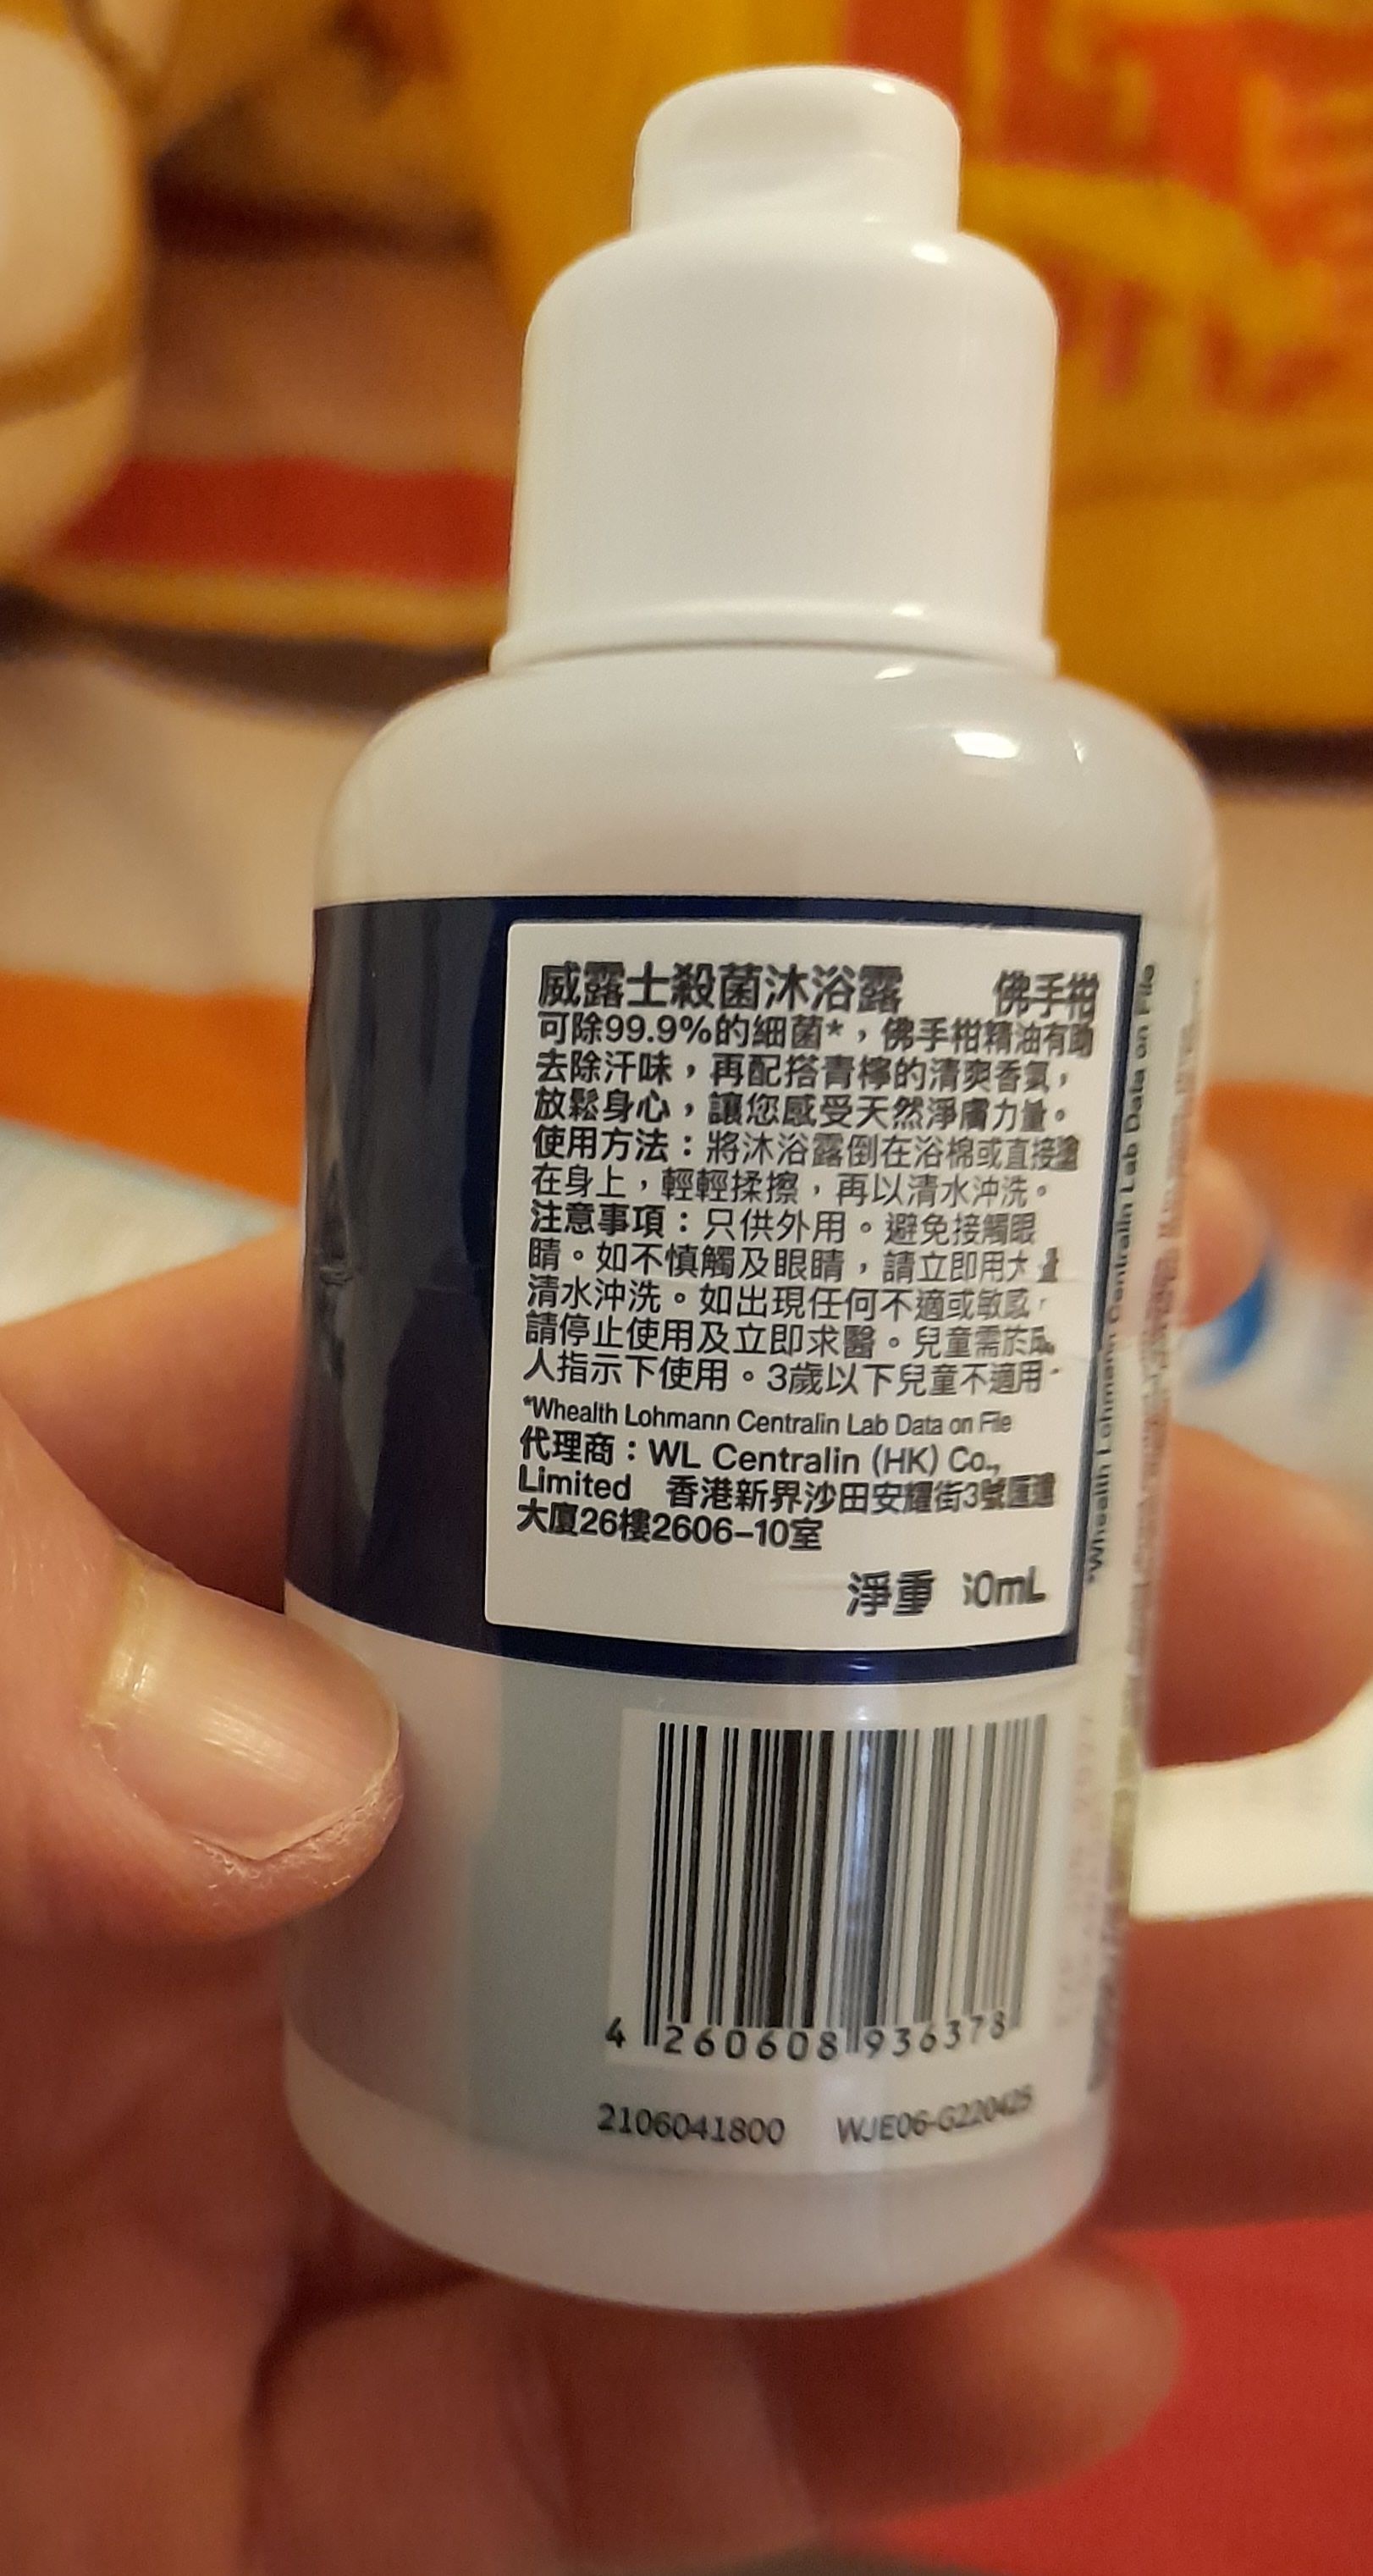 威露士殺菌沐浴露 佛手柑
可除99.9%的細菌*，佛手柑精油有助
去除汗味，再配搭青檸的清爽香氣，
放鬆身心，讓您感受天然淨膚力量。
使用方法：將沐浴露倒在浴棉或直接塗
在身上，輕輕揉擦，再以清水沖洗。
注意事項：只供外用。避免接觸眼
睛。如不慎觸及眼睛，請立即用大量
清水沖洗。如出現任何不適或敏感，
請停止使用及立即求醫。兒童需於
人指示下使用。3歲以下兒童不適用
*Whealth Lohmann Centralin Lab Data on File
代理商：WL Centralin (HK) Co.,
Limited 香港新界沙田安耀街3號匯達
大廈26樓2606-10室
淨重
4 260608 936378
2106041800 WJE06-G220425
*Whealth Lohmann Centralin Lab Data on File